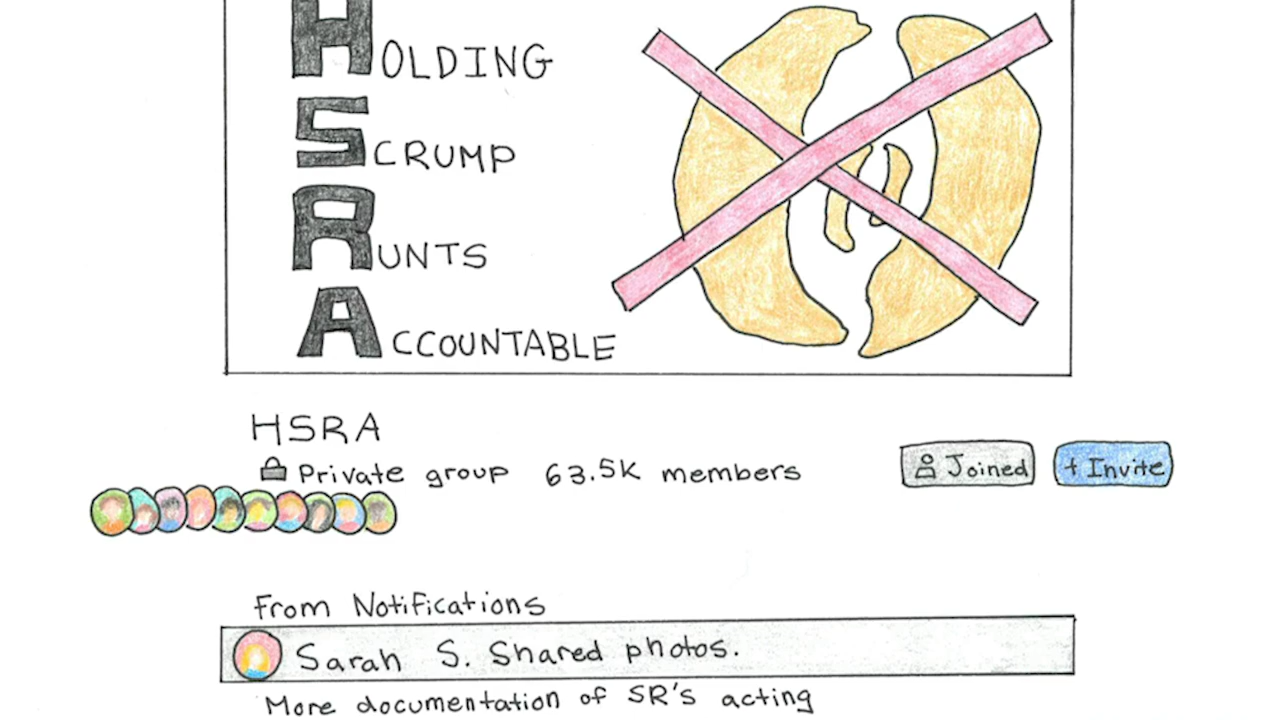 HOLDING
SCRUMP
RUNTS
ACCOUNTABLE
HSRA
Private group 63.5K members
Joined
+ Invite
From Notifications
Sarah S. Shared photos.
More documentation of SR's acting